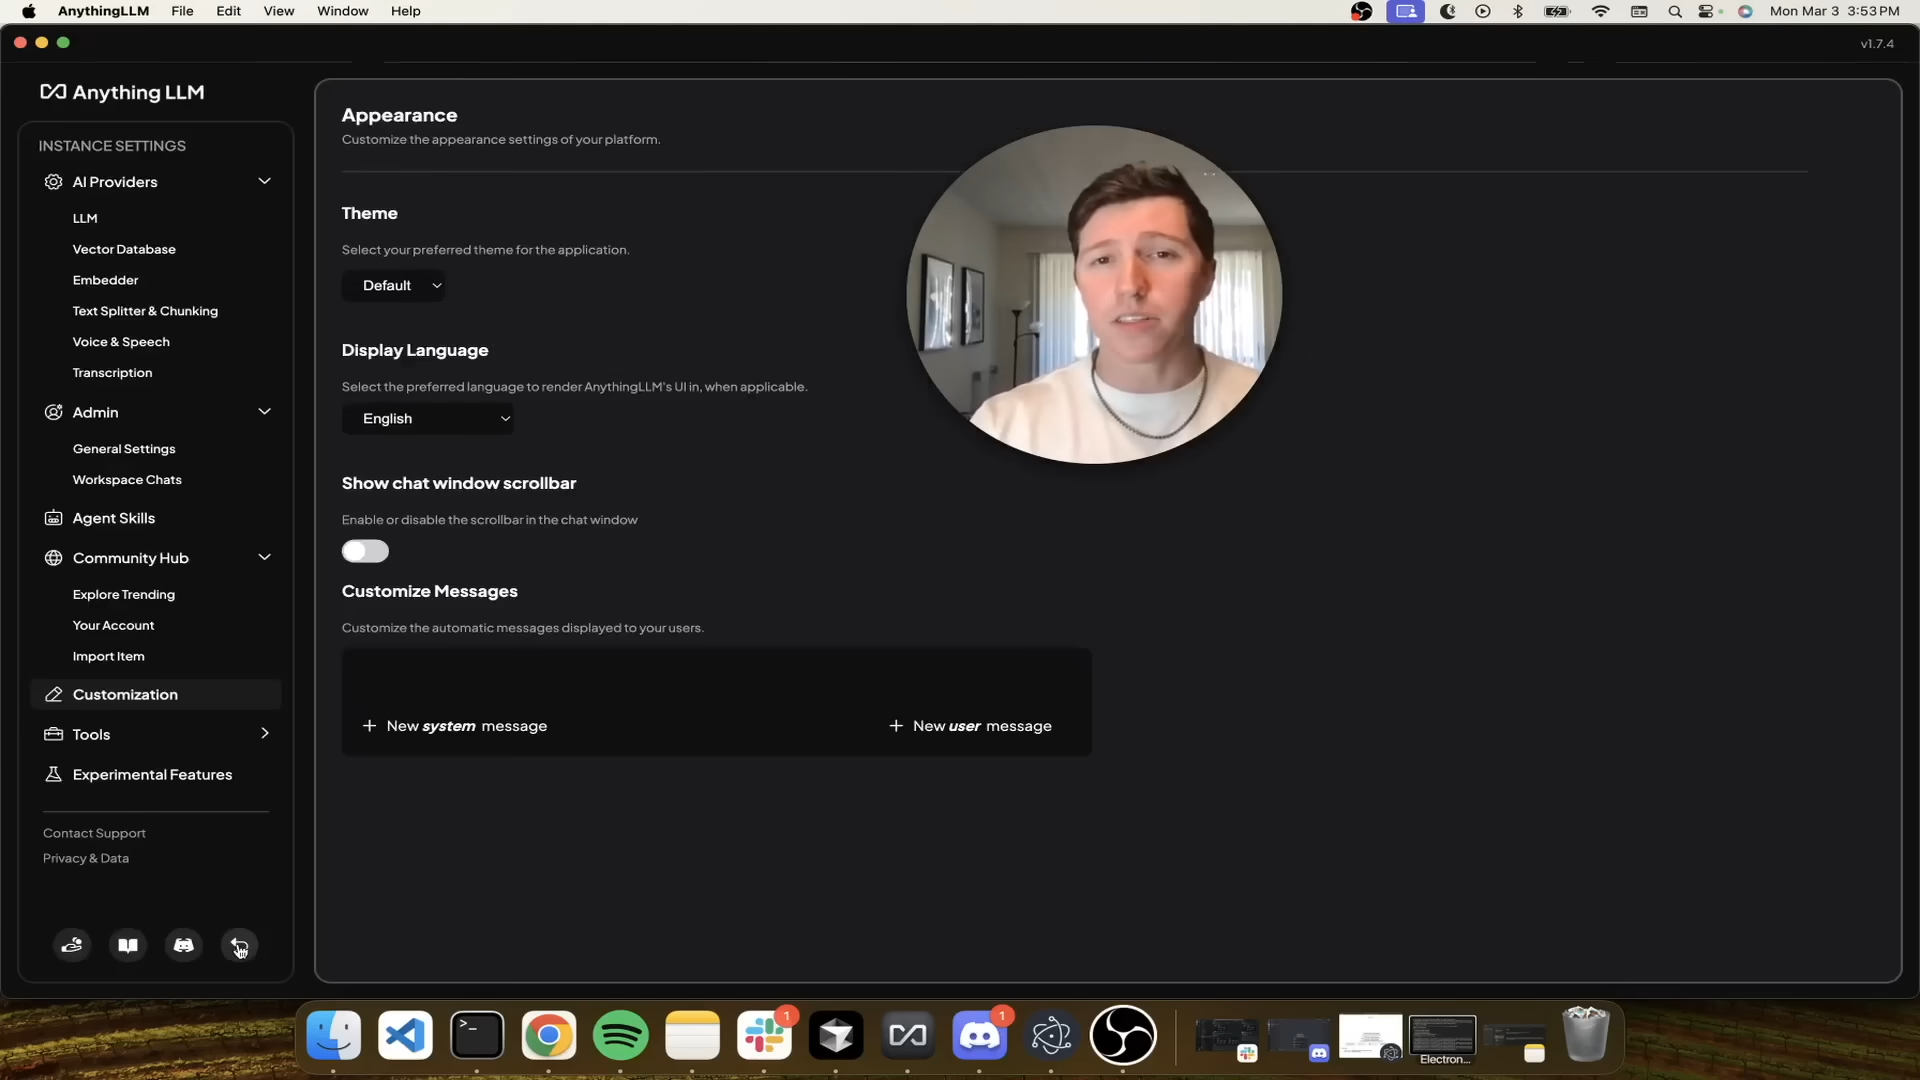 AnythingLLM File Edit View Window Help
Mon Mar 3 3:53 PM
v1.7.4
Anything LLM
INSTANCE SETTINGS
AI Providers
LLM
Vector Database
Embedder
Text Splitter & Chunking
Voice & Speech
Transcription
Admin
General Settings
Workspace Chats
Agent Skills
Community Hub
Explore Trending
Your Account
Import Item
Customization
Tools
Experimental Features
Contact Support
Privacy & Data
Appearance
Customize the appearance settings of your platform.
Theme
Select your preferred theme for the application.
Default
Display Language
Select the preferred language to render AnythingLLM's UI in, when applicable.
English
Show chat window scrollbar
Enable or disable the scrollbar in the chat window
Customize Messages
Customize the automatic messages displayed to your users.
+ New system message
+ New user message
1
1
Electron...